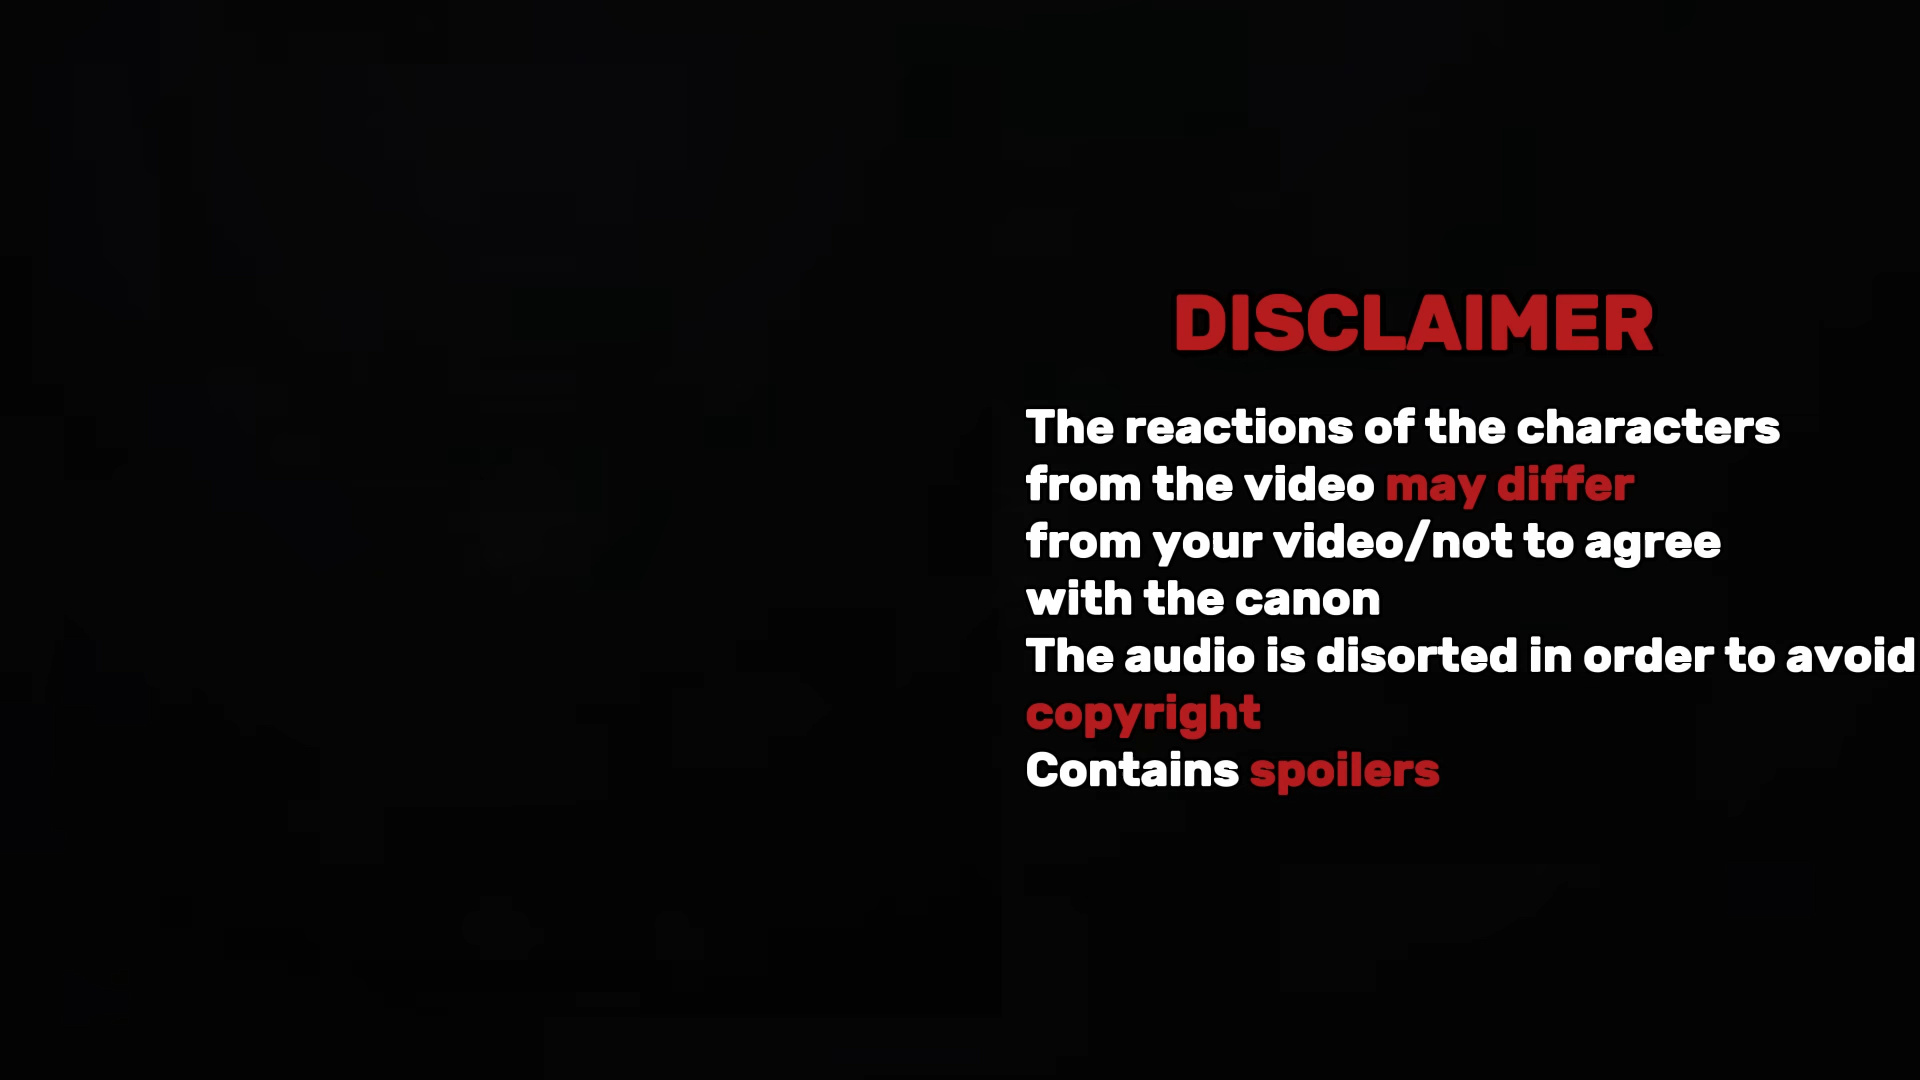 DISCLAIMER
The reactions of the characters
from the video may differ
from your video/not to agree
with the canon
The audio is disorted in order to avoid
copyright
Contains spoilers